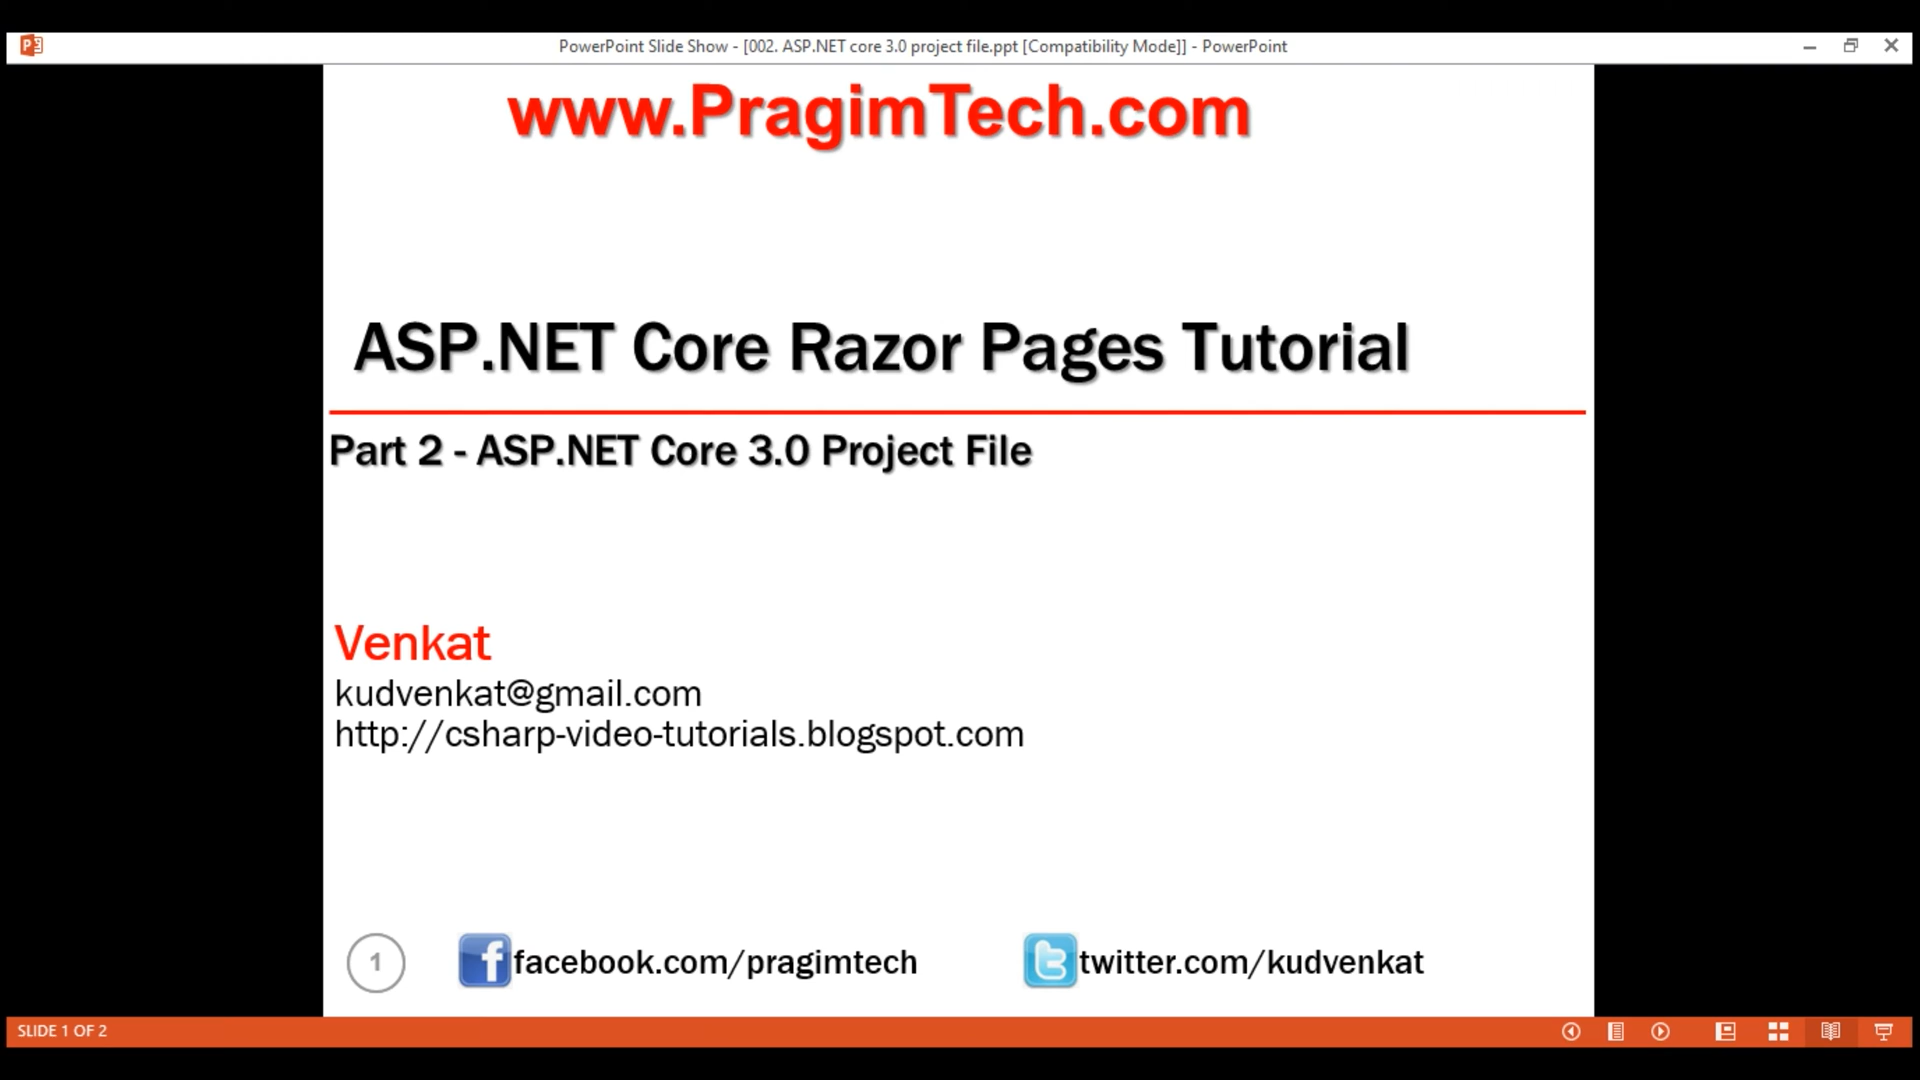 PowerPoint Slide Show - [002. ASP.NET core 3.0 project file.ppt [Compatibility Mode]] - PowerPoint
www.PragimTech.com
ASP.NET Core Razor Pages Tutorial
Part 2 - ASP.NET Core 3.0 Project File
Venkat
kudvenkat@gmail.com
http://csharp-video-tutorials.blogspot.com
1
facebook.com/pragimtech
twitter.com/kudvenkat
SLIDE 1 OF 2